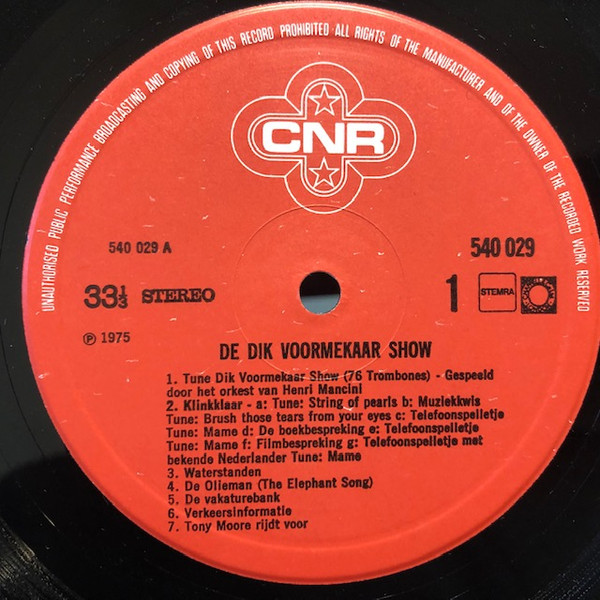 UNAUTHORISED PUBLIC PERFORMANCE BROADCASTING AND COPYING OF THIS RECORD PROHIBITED ALL RIGHTS OF THE MANUFACTURER AND OF THE OWNER OF THE RECORDED WORK RESERVED
CNR
540 029 A
540 029
33⅓ STEREO
1
STEMRA
℗ 1975
DE DIK VOORMEKAAR SHOW
1. Tune Dik Voormekaar Show (76 Trombones) - Gespeeld
door het orkest van Henri Mancini
2. Klinkklaar - a: Tune: String of pearls b: Muziekkwis
Tune: Brush those tears from your eyes c: Telefoonspelletje
Tune: Mame d: De boekbespreking e: Telefoonspelletje
Tune: Mame f: Filmbespreking g: Telefoonspelletje met
bekende Nederlander Tune: Mame
3. Waterstanden
4. De Olieman (The Elephant Song)
5. De vakaturebank
6. Verkeersinformatie
7. Tony Moore rijdt voor